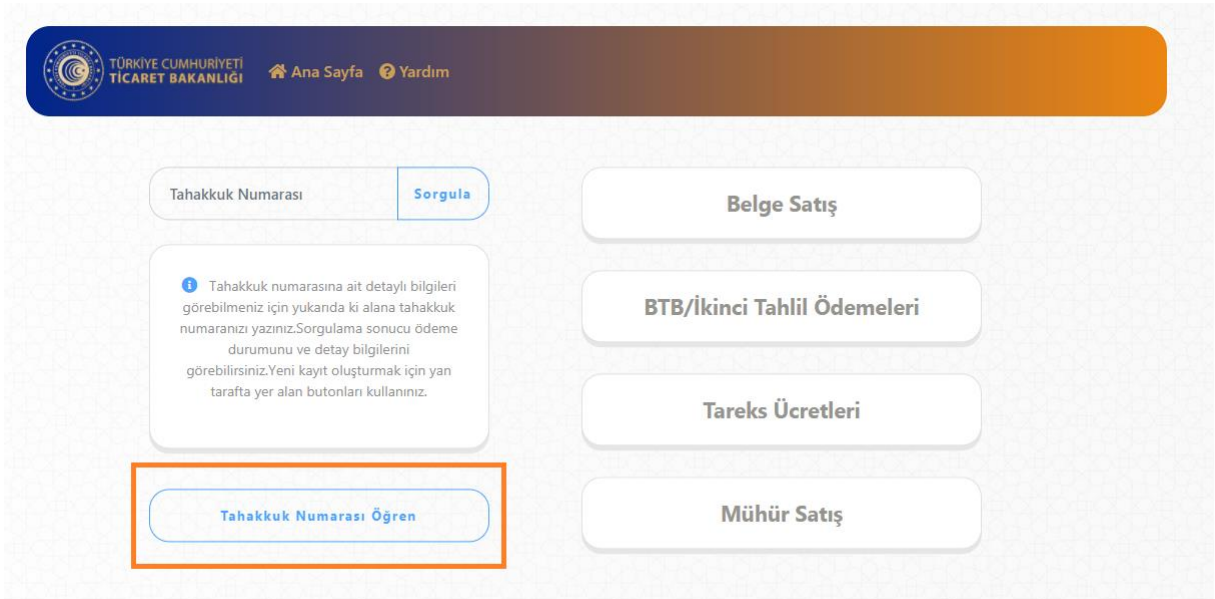 TÜRKİYE CUMHURİYETİ
TİCARET BAKANLIĞI
Ana Sayfa
Yardım
Tahakkuk Numarası
Sorgula
Tahakkuk numarasına ait detaylı bilgileri
görebilmeniz için yukarıda ki alana tahakkuk
numaranızı yazınız.Sorgulama sonucu ödeme
durumunu ve detay bilgilerini
görebilirsiniz.Yeni kayıt oluşturmak için yan
tarafta yer alan butonları kullanınız.
Tahakkuk Numarası Öğren
Belge Satış
BTB/İkinci Tahlil Ödemeleri
Tareks Ücretleri
Mühür Satış